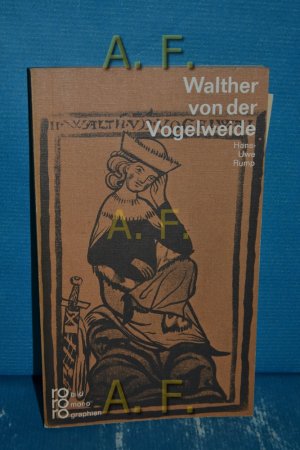 A. F.
Walther
von der
Vogelweide
Hans-
Uwe
Rump
A. F.
ro bild
ro mono
ro graphien
A. F.